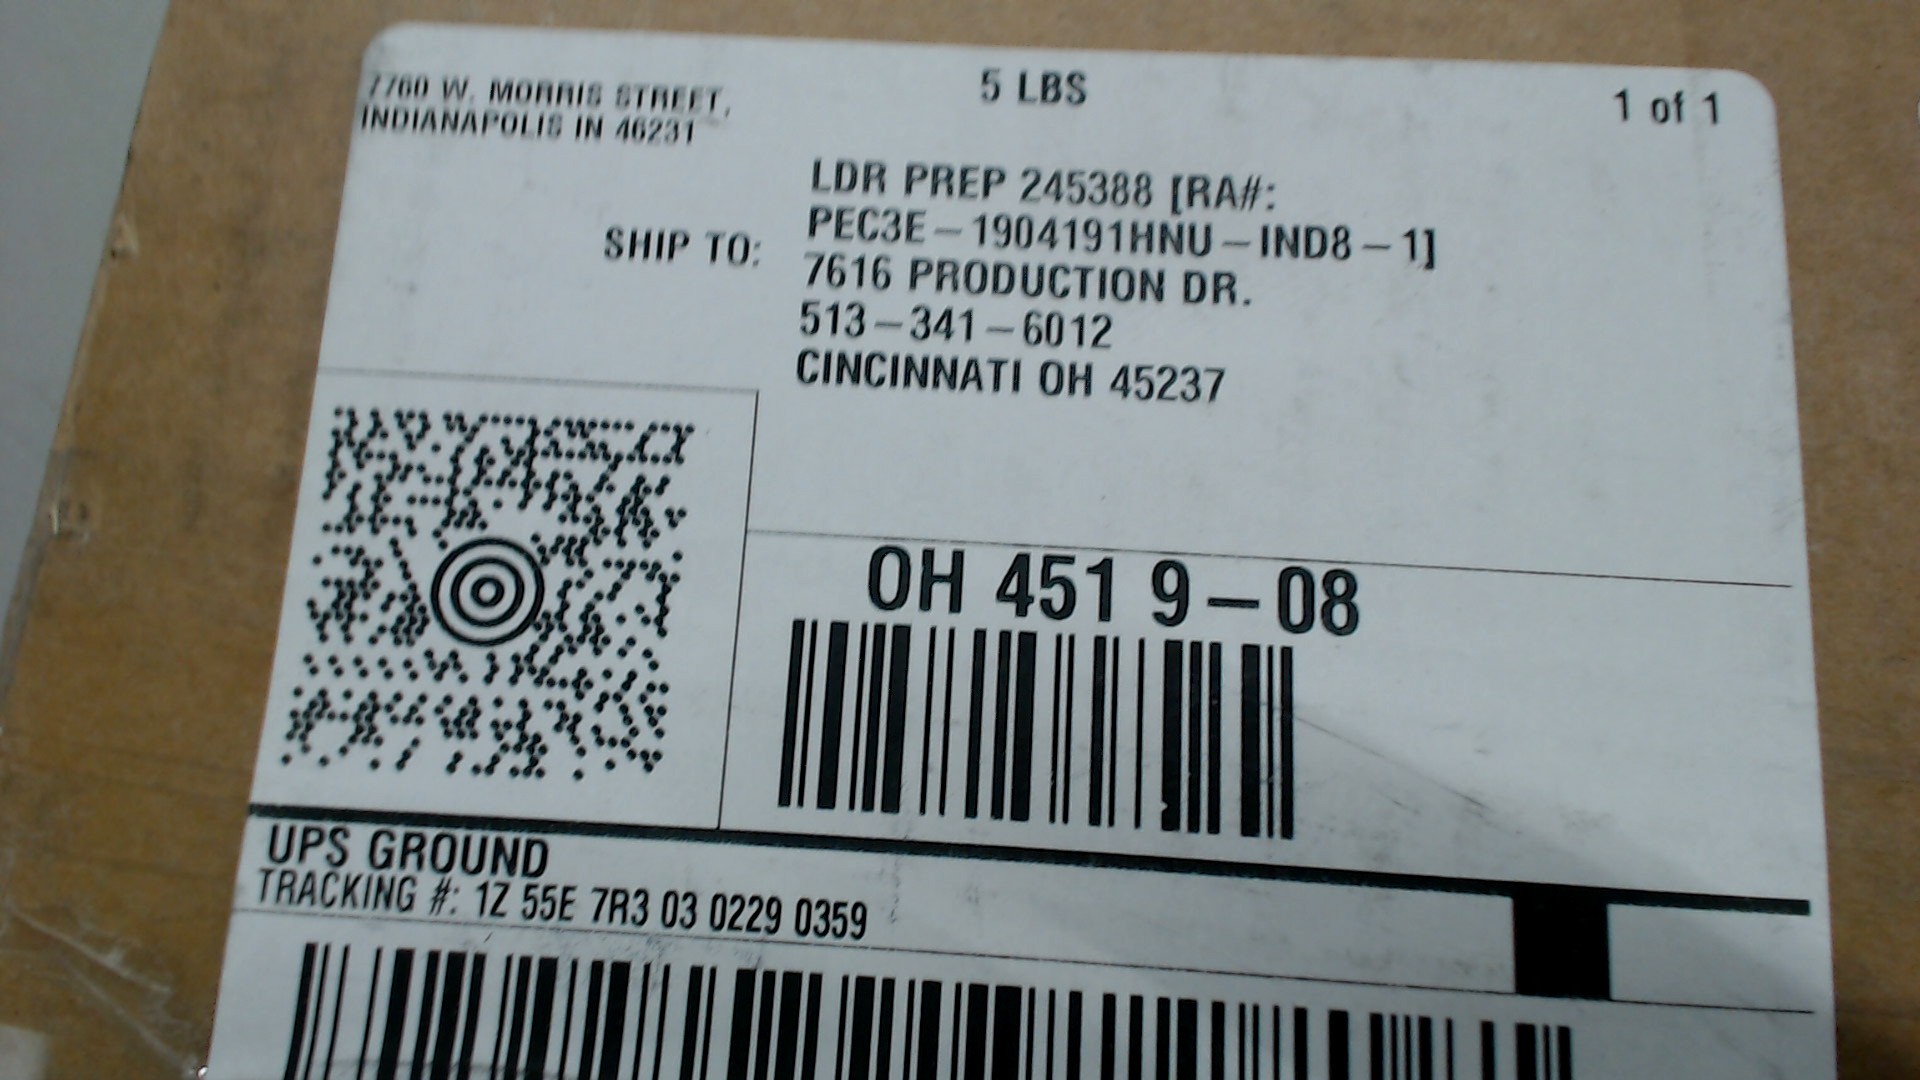 7760 W. MORRIS STREET,
INDIANAPOLIS IN 46231
5 LBS
1 of 1
SHIP TO:
LDR PREP 245388 [RA#:
PEC3E-1904191HNU-IND8-1]
7616 PRODUCTION DR.
513-341-6012
CINCINNATI OH 45237
OH 451 9-08
UPS GROUND
TRACKING #: 1Z 55E 7R3 03 0229 0359